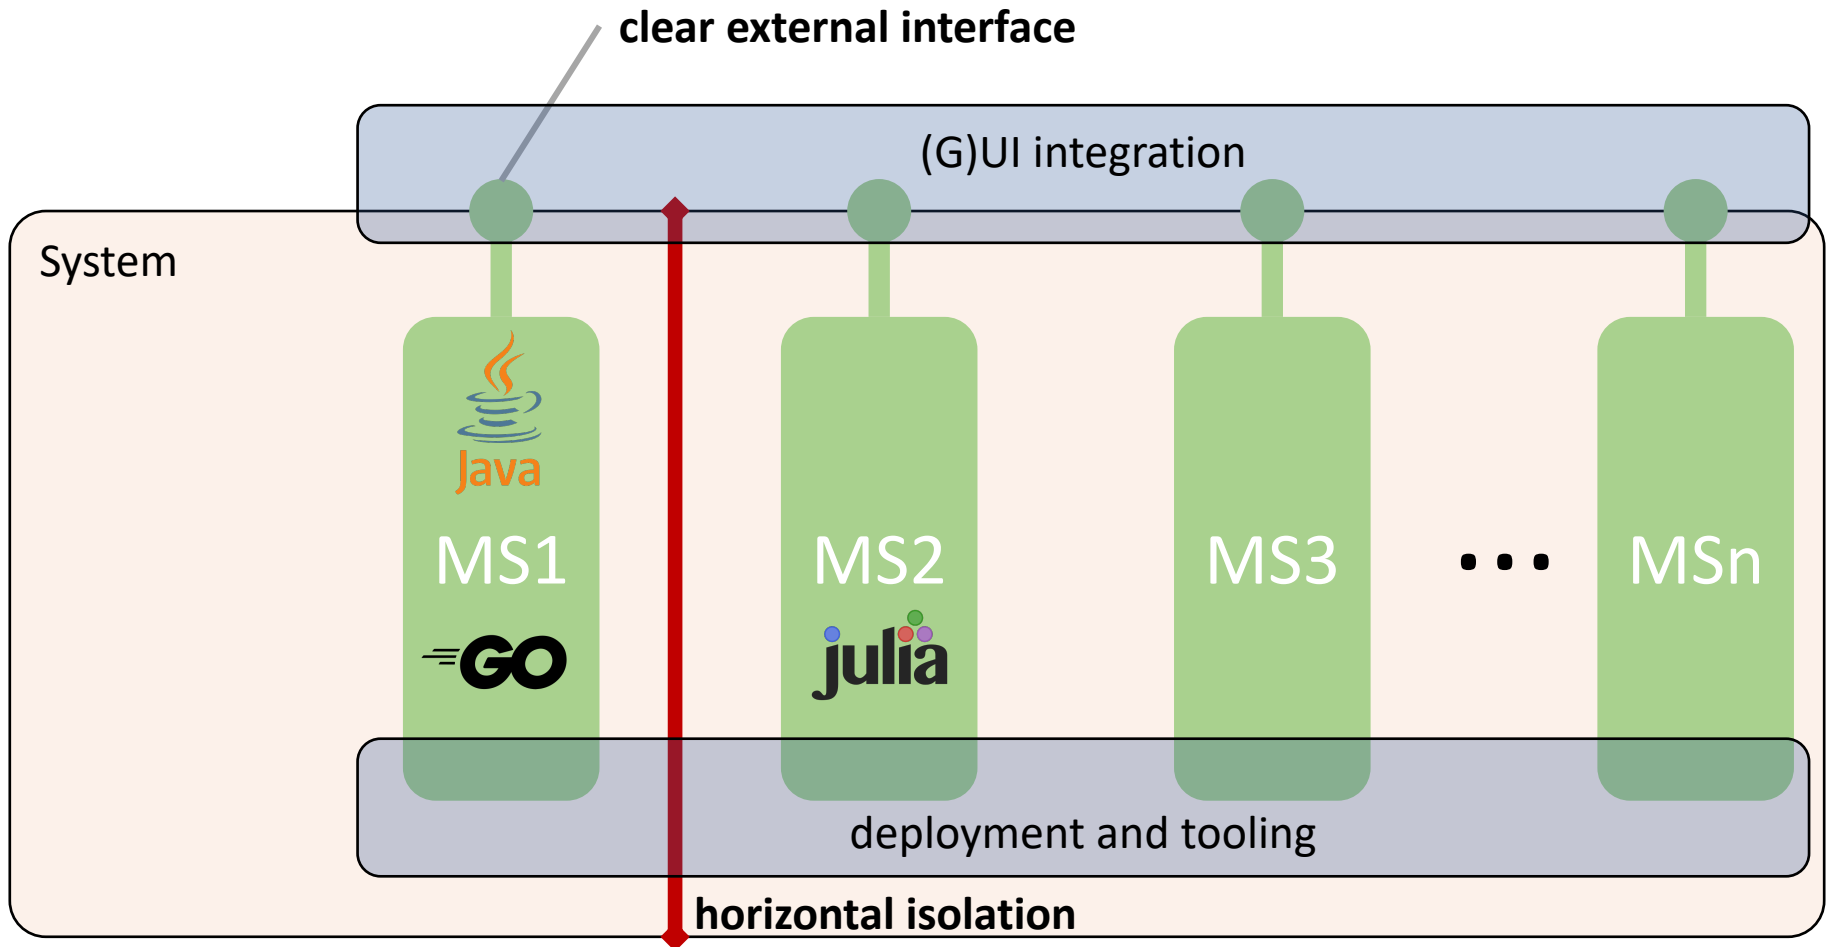 clear external interface
(G)UI integration
System
Java
MS1
MS2
MS3
...
MSn
GO
julia
deployment and tooling
horizontal isolation